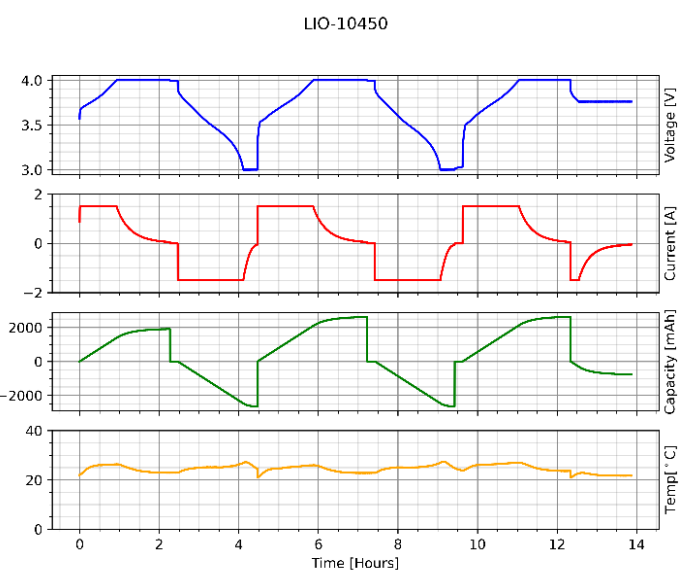 LIO-10450
4.0
3.5
3.0
Voltage [V]
2
0
−2
Current [A]
2000
0
−2000
Capacity [mAh]
40
20
0
Temp[°C]
0 2 4 6 8 10 12 14
Time [Hours]